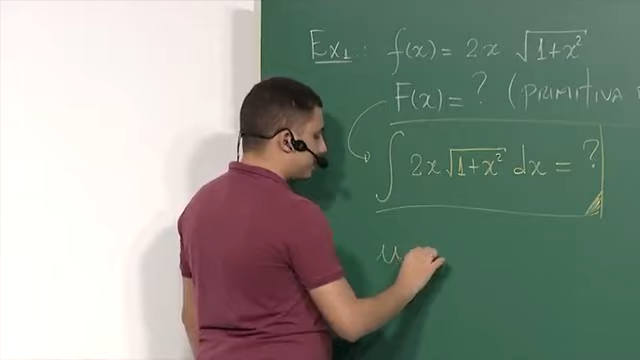 Ex1: f(x) = 2x √(1+x²)
F(x) = ? (PRIMITIVA
∫ 2x √(1+x²) dx = ?
u